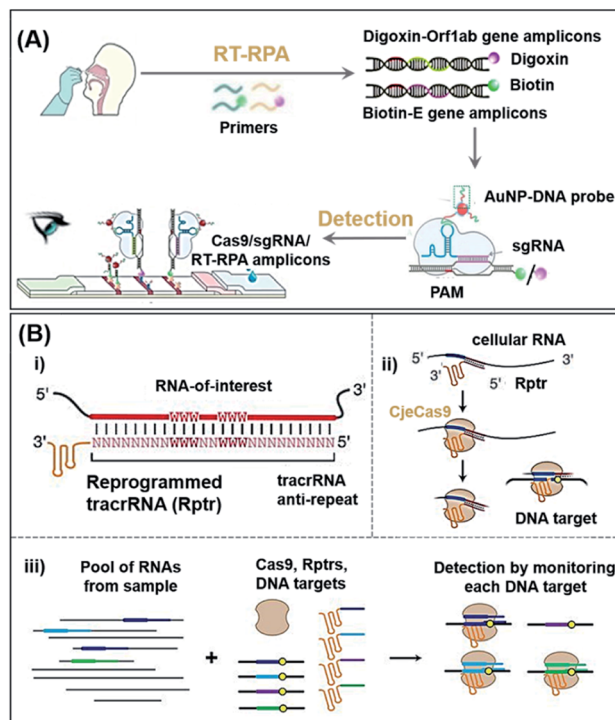 (A)
RT-RPA
Primers
Digoxin-Orf1ab gene amplicons
Digoxin
Biotin
Biotin-E gene amplicons
AuNP-DNA probe
Detection
Cas9/sgRNA/
RT-RPA amplicons
sgRNA
PAM
(B)
i)
5'
RNA-of-interest
3'
WWW WWW
3'
NNNNNNNNWWWNNWWWNNNNNNNN
5'
Reprogrammed
tracrRNA (Rptr)
tracrRNA
anti-repeat
ii)
cellular RNA
5'
3'
3'
5'
Rptr
CjeCas9
DNA target
iii)
Pool of RNAs
from sample
+
Cas9, Rptrs,
DNA targets
Detection by monitoring
each DNA target